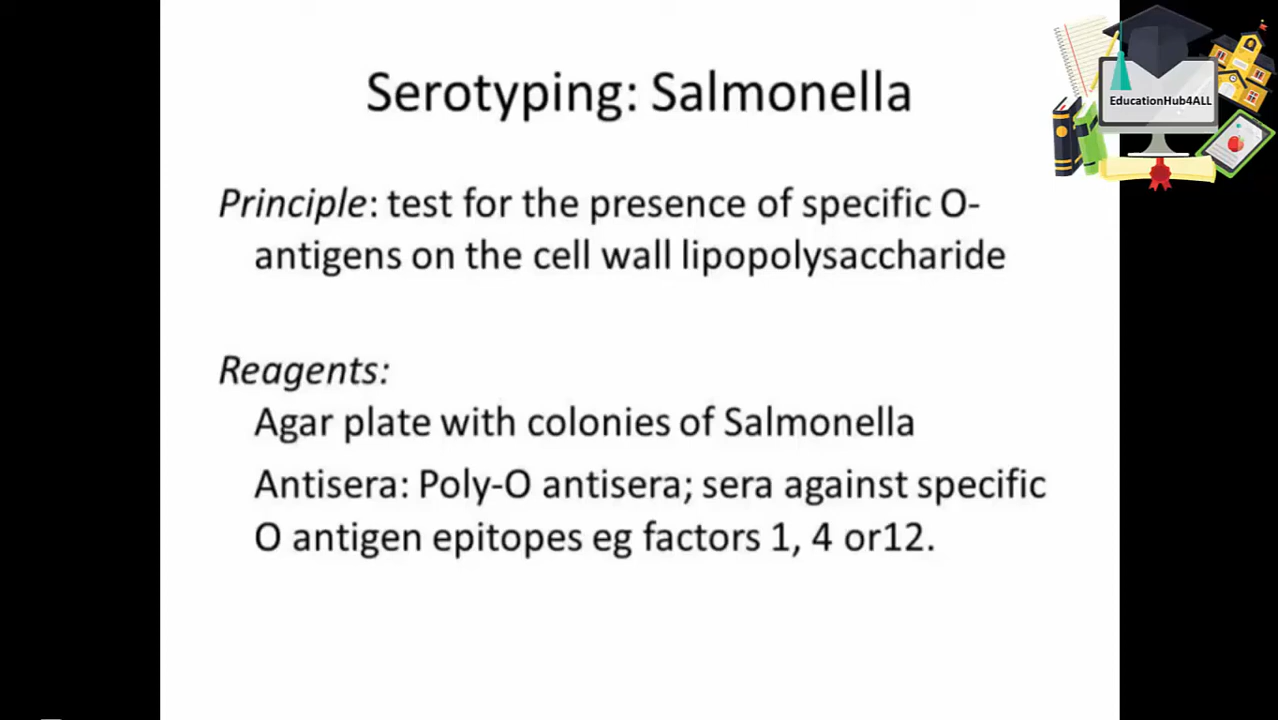 EducationHub4ALL
Serotyping: Salmonella
Principle: test for the presence of specific O-
antigens on the cell wall lipopolysaccharide
Reagents:
Agar plate with colonies of Salmonella
Antisera: Poly-O antisera; sera against specific
O antigen epitopes eg factors 1, 4 or12.